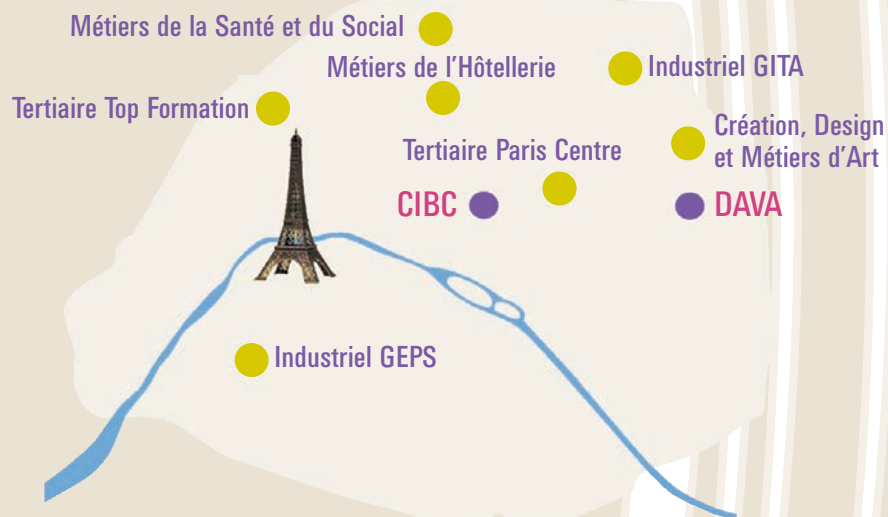 Métiers de la Santé et du Social
Métiers de l'Hôtellerie
Industriel GITA
Tertiaire Top Formation
Création, Design
et Métiers d'Art
Tertiaire Paris Centre
CIBC
DAVA
Industriel GEPS